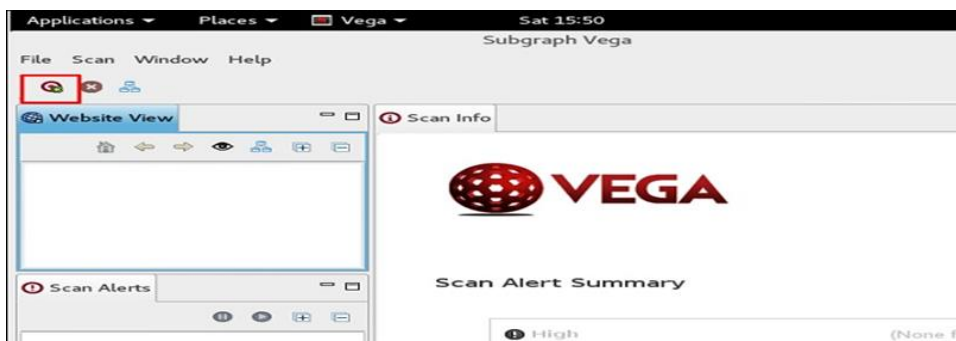 Applications Places Vega Sat 15:50
Subgraph Vega
File Scan Window Help
Website View
Scan Info
VEGA
Scan Alerts
Scan Alert Summary
High (None f